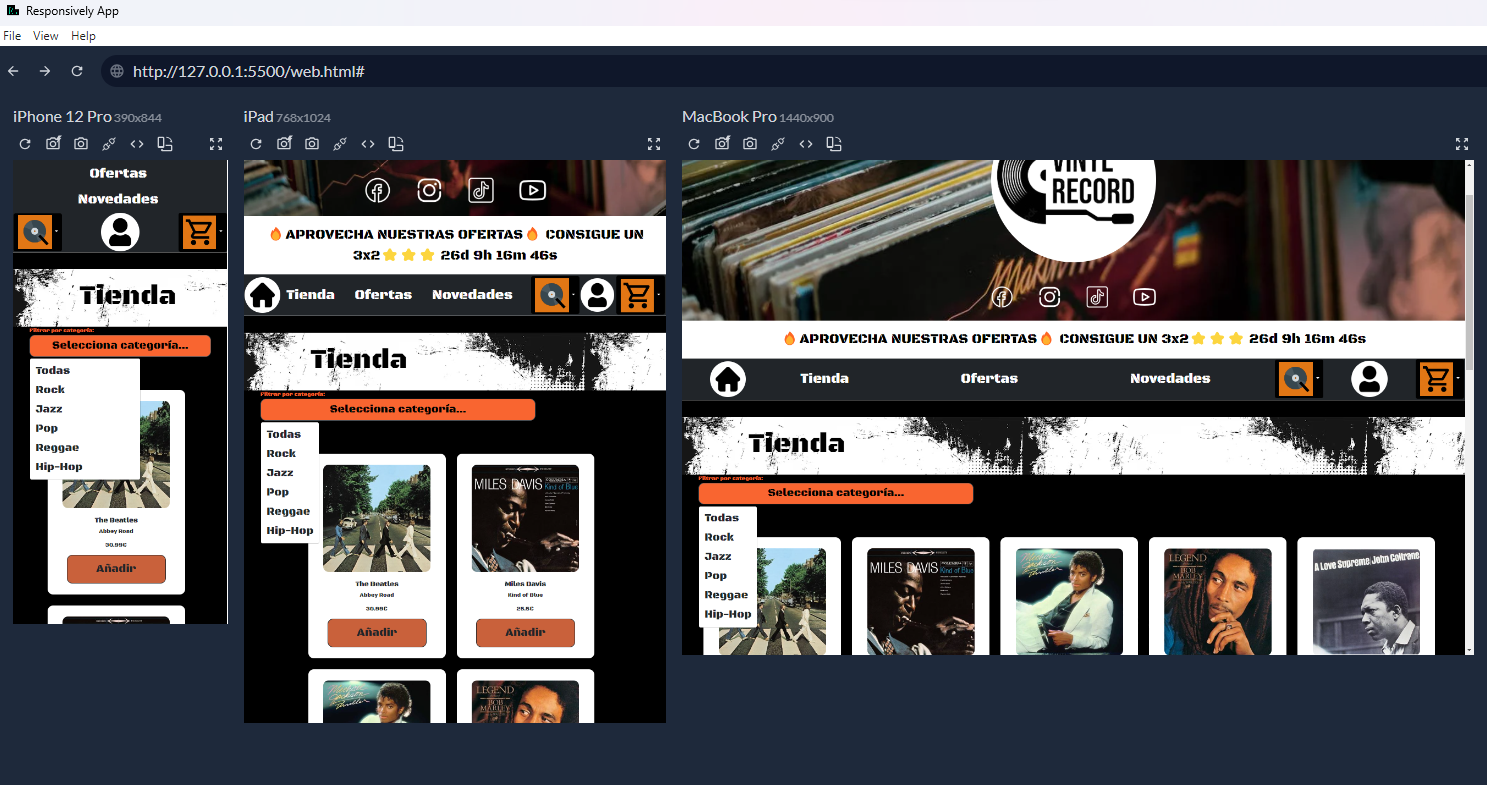 Responsively App
File View Help
http://127.0.0.1:5500/web.html#
iPhone 12 Pro 390x844
Ofertas
Novedades
Tienda
Filtrar por categoría:
Selecciona categoría...
Todas
Rock
Jazz
Pop
Reggae
Hip-Hop
The Beatles
Abbey Road
30.99€
Añadir
iPad 768x1024
🔥 APROVECHA NUESTRAS OFERTAS 🔥 CONSIGUE UN
3x2 ⭐ ⭐ ⭐ 26d 9h 16m 46s
Tienda Ofertas Novedades
Tienda
Filtrar por categoría:
Selecciona categoría...
Todas
Rock
Jazz
Pop
Reggae
Hip-Hop
MILES DAVIS
Kind of Blue
The Beatles
Abbey Road
30.99€
Añadir
Miles Davis
Kind of Blue
Añadir
LEGEND
BOB
MARLEY
MacBook Pro 1440x900
VINYL
RECORD
🔥 APROVECHA NUESTRAS OFERTAS 🔥 CONSIGUE UN 3x2 ⭐ ⭐ ⭐ 26d 9h 16m 46s
Tienda Ofertas Novedades
Tienda
Filtrar por categoría:
Selecciona categoría...
Todas
Rock
Jazz
Pop
Reggae
Hip-Hop
MILES DAVIS
Kind of Blue
LEGEND
BOB
MARLEY
A Love Supreme/John Coltrane